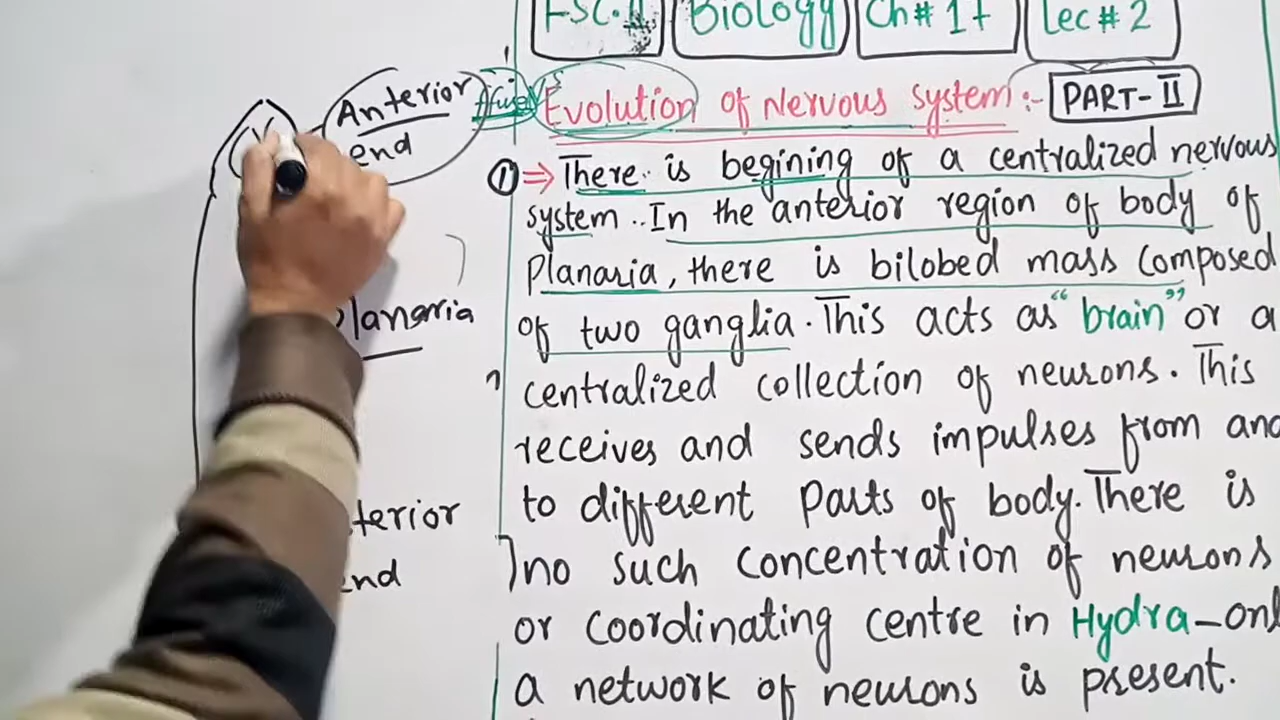 FSC-II Biology Ch# 17 Lec # 2
Evolution of Nervous system :- PART-II
① ⇒ There is begining of a centralized nervous
system. In the anterior region of body of
Planaria, there is bilobed mass composed
of two ganglia. This acts as "brain" or a
centralized collection of neurons. This
receives and sends impulses from and
to different parts of body. There is
no such concentration of neurons
or coordinating centre in Hydra_onl
a network of neurons is present.
Anterior
end
lanaria
terior
end